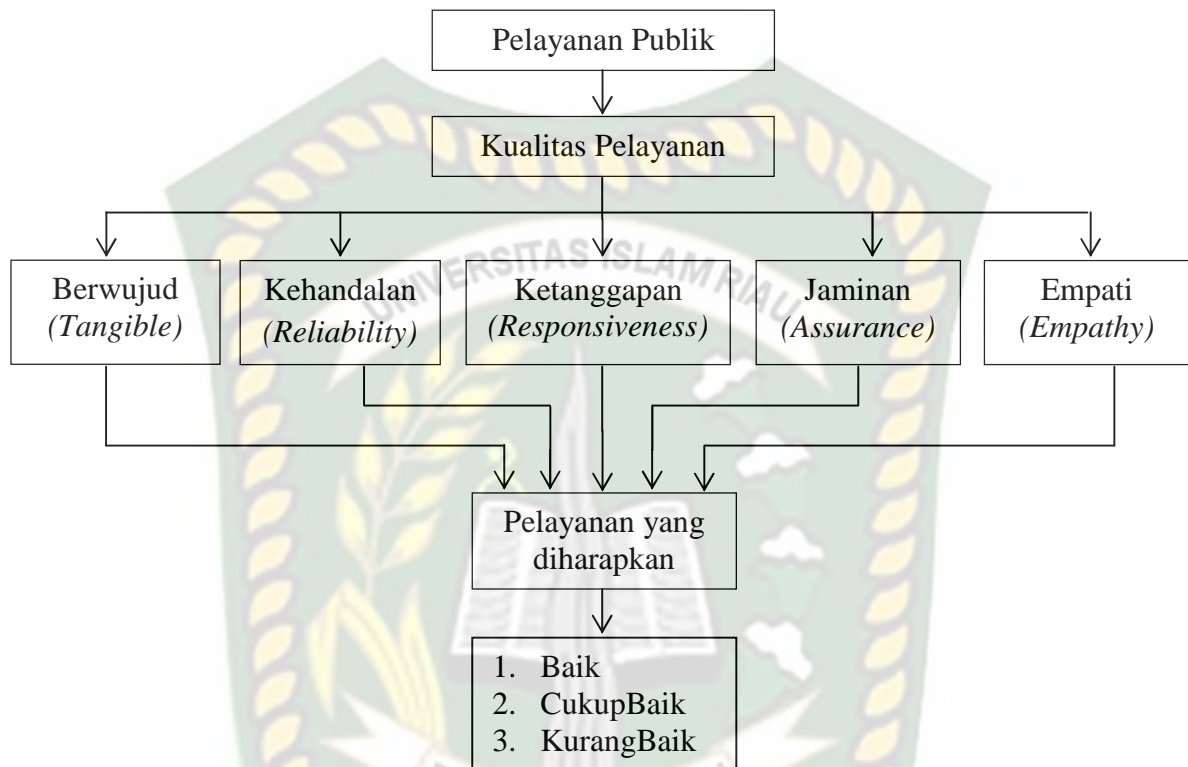 Pelayanan Publik
Kualitas Pelayanan
UNIVERSITAS ISLAM RIAU
Berwujud
(Tangible)
Kehandalan
(Reliability)
Ketanggapan
(Responsiveness)
Jaminan
(Assurance)
Empati
(Empathy)
Pelayanan yang
diharapkan
1. Baik
2. CukupBaik
3. KurangBaik